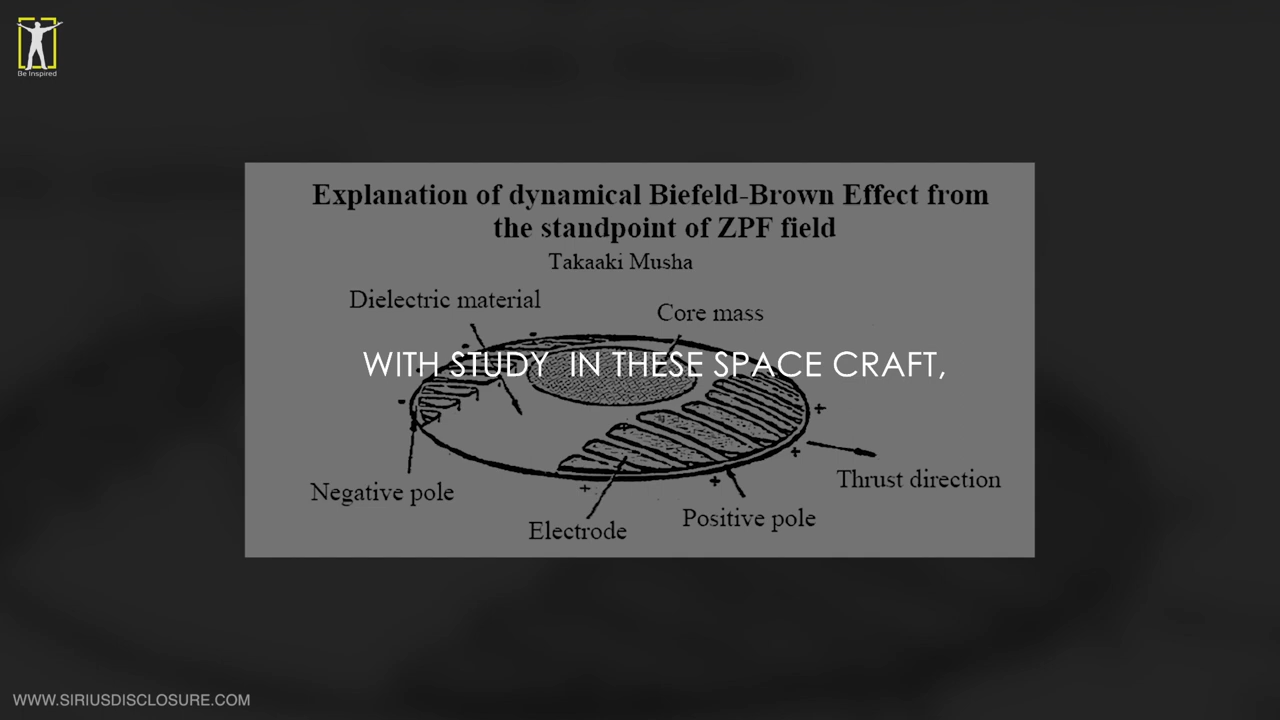 Be Inspired
Explanation of dynamical Biefeld-Brown Effect from
the standpoint of ZPF field
Takaaki Musha
Dielectric material
Core mass
WITH STUDY  IN THESE SPACE CRAFT,
Thrust direction
Negative pole
Positive pole
Electrode
WWW.SIRIUSDISCLOSURE.COM